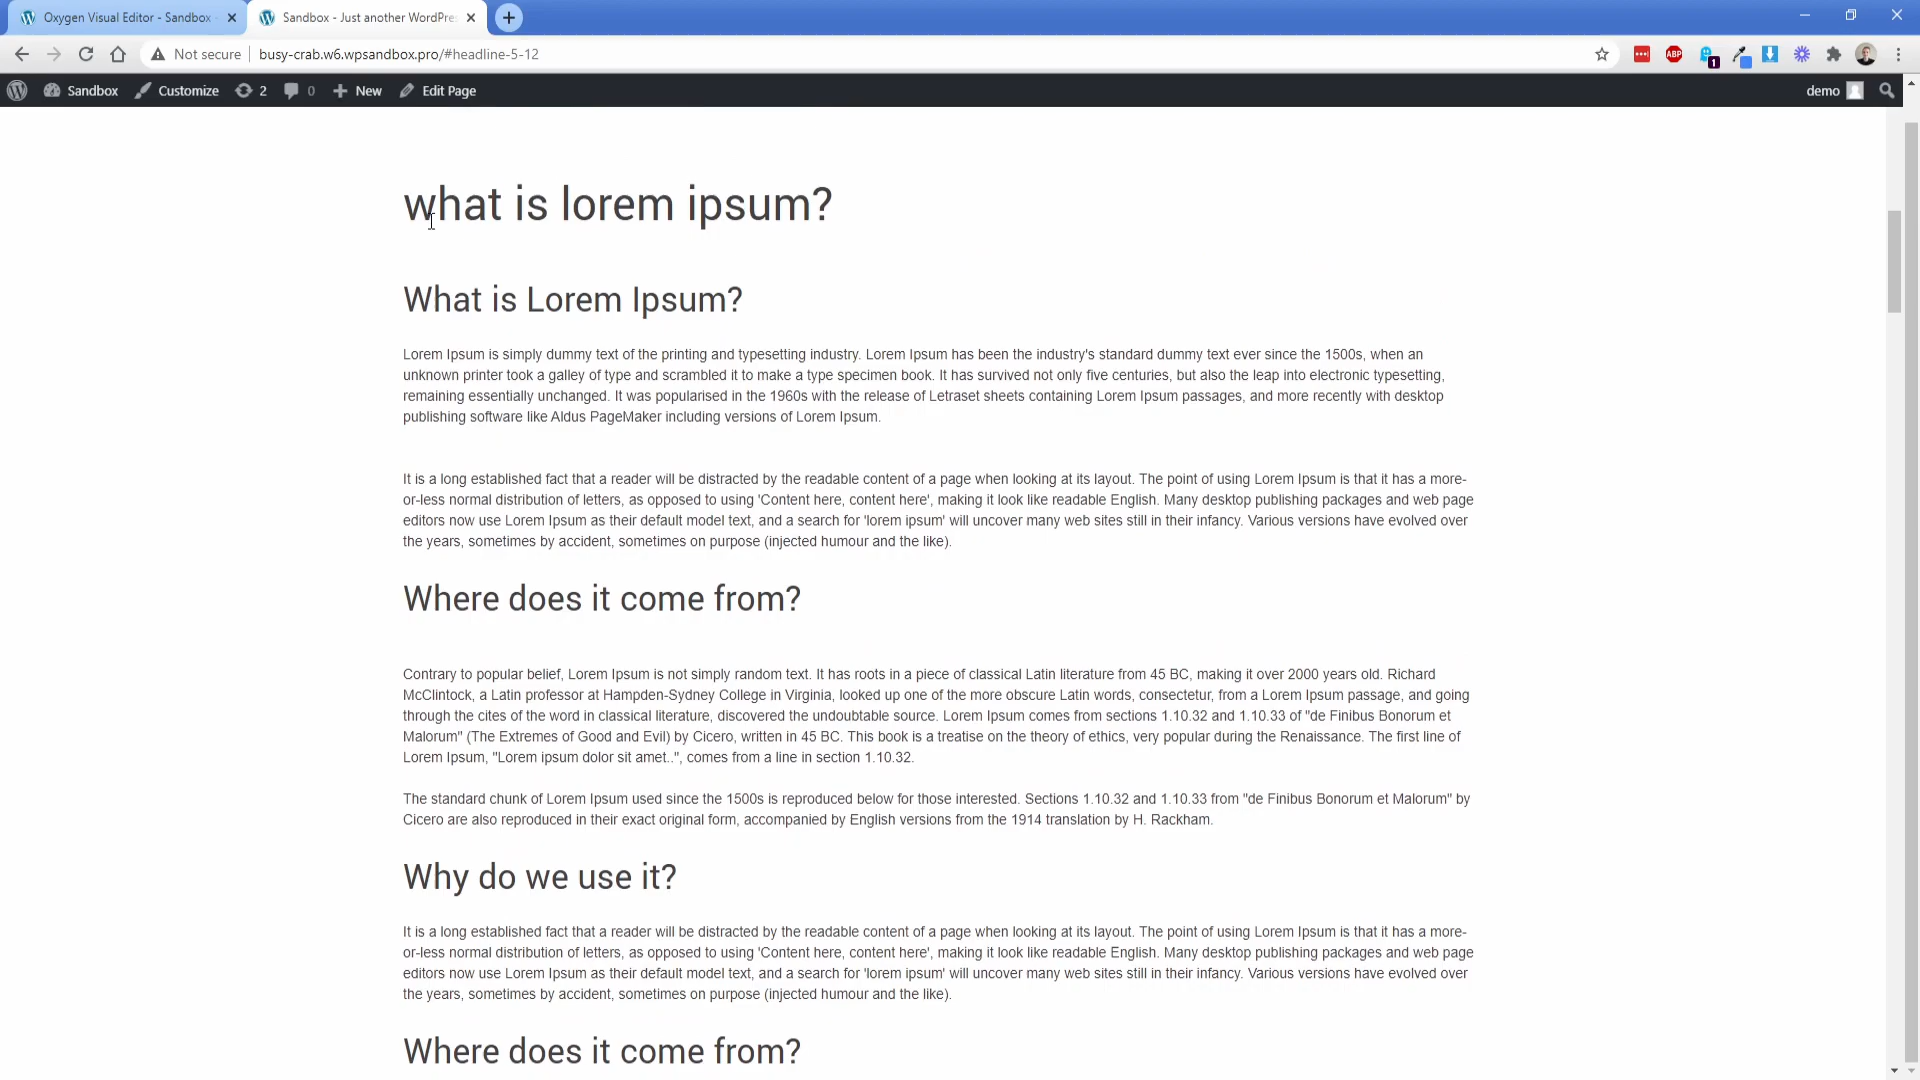 Oxygen Visual Editor - Sandbox
Sandbox - Just another WordPre
Not secure
busy-crab.w6.wpsandbox.pro/#headline-5-12
ABP
1
Sandbox
Customize
2
0
New
Edit Page
demo
what is lorem ipsum?
What is Lorem Ipsum?
Lorem Ipsum is simply dummy text of the printing and typesetting industry. Lorem Ipsum has been the industry's standard dummy text ever since the 1500s, when an
unknown printer took a galley of type and scrambled it to make a type specimen book. It has survived not only five centuries, but also the leap into electronic typesetting,
remaining essentially unchanged. It was popularised in the 1960s with the release of Letraset sheets containing Lorem Ipsum passages, and more recently with desktop
publishing software like Aldus PageMaker including versions of Lorem Ipsum.
It is a long established fact that a reader will be distracted by the readable content of a page when looking at its layout. The point of using Lorem Ipsum is that it has a more-
or-less normal distribution of letters, as opposed to using 'Content here, content here', making it look like readable English. Many desktop publishing packages and web page
editors now use Lorem Ipsum as their default model text, and a search for 'lorem ipsum' will uncover many web sites still in their infancy. Various versions have evolved over
the years, sometimes by accident, sometimes on purpose (injected humour and the like).
Where does it come from?
Contrary to popular belief, Lorem Ipsum is not simply random text. It has roots in a piece of classical Latin literature from 45 BC, making it over 2000 years old. Richard
McClintock, a Latin professor at Hampden-Sydney College in Virginia, looked up one of the more obscure Latin words, consectetur, from a Lorem Ipsum passage, and going
through the cites of the word in classical literature, discovered the undoubtable source. Lorem Ipsum comes from sections 1.10.32 and 1.10.33 of "de Finibus Bonorum et
Malorum" (The Extremes of Good and Evil) by Cicero, written in 45 BC. This book is a treatise on the theory of ethics, very popular during the Renaissance. The first line of
Lorem Ipsum, "Lorem ipsum dolor sit amet..", comes from a line in section 1.10.32.
The standard chunk of Lorem Ipsum used since the 1500s is reproduced below for those interested. Sections 1.10.32 and 1.10.33 from "de Finibus Bonorum et Malorum" by
Cicero are also reproduced in their exact original form, accompanied by English versions from the 1914 translation by H. Rackham.
Why do we use it?
It is a long established fact that a reader will be distracted by the readable content of a page when looking at its layout. The point of using Lorem Ipsum is that it has a more-
or-less normal distribution of letters, as opposed to using 'Content here, content here', making it look like readable English. Many desktop publishing packages and web page
editors now use Lorem Ipsum as their default model text, and a search for 'lorem ipsum' will uncover many web sites still in their infancy. Various versions have evolved over
the years, sometimes by accident, sometimes on purpose (injected humour and the like).
Where does it come from?